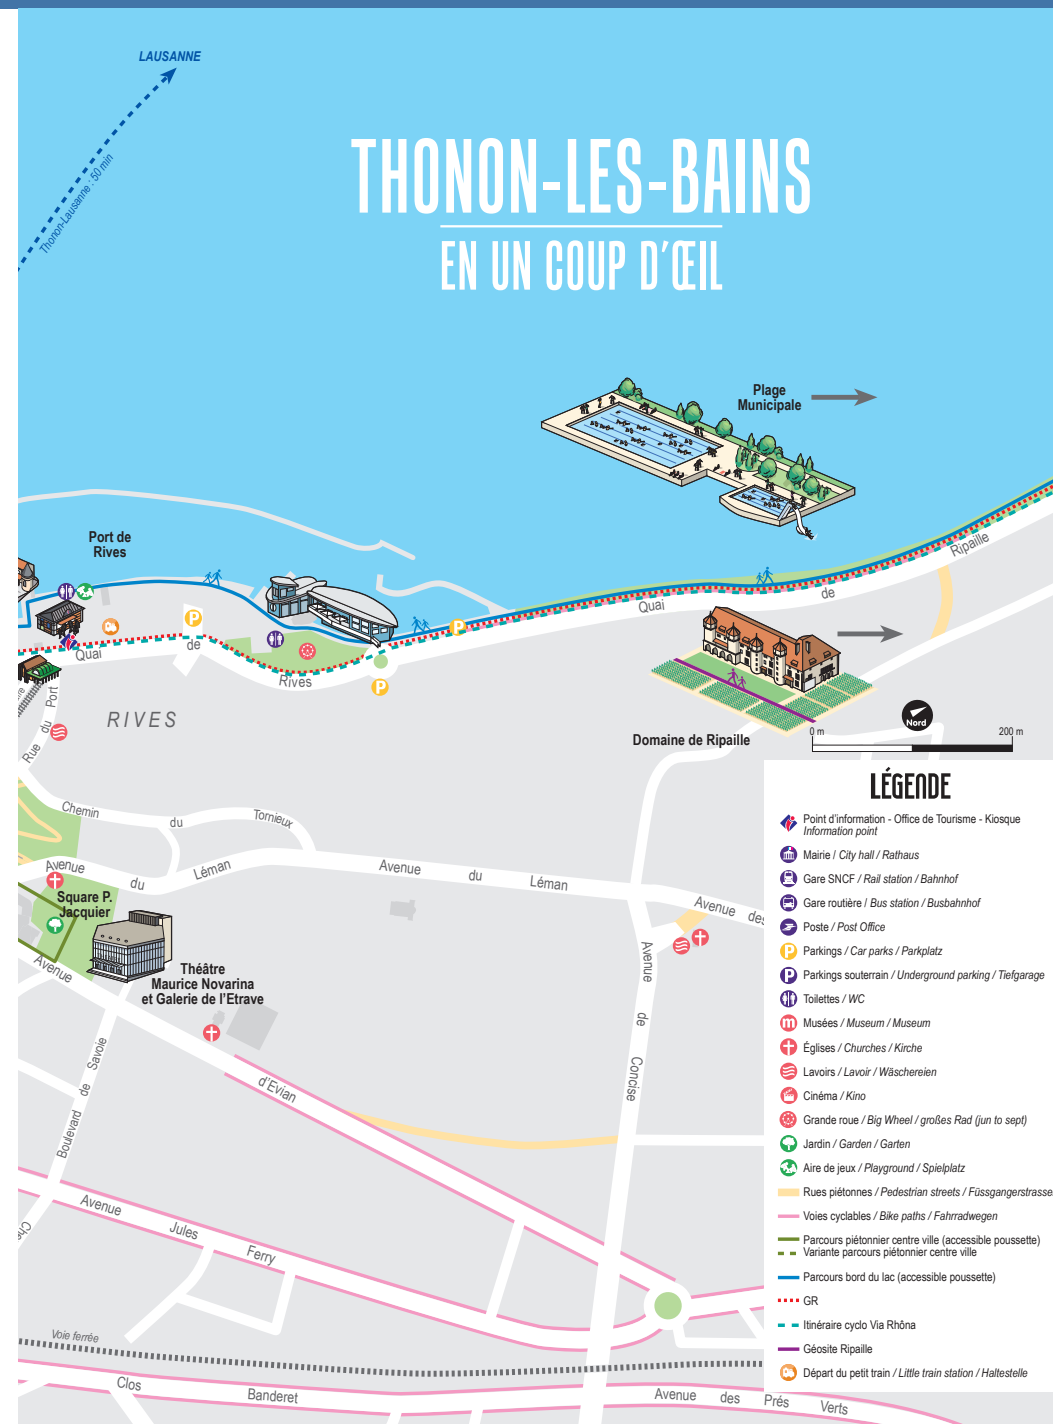 LAUSANNE
Thonon-Lausanne : 50 min
THONON-LES-BAINS
EN UN COUP D'ŒIL
Plage
Municipale
Port de
Rives
Quai
de
Rives
Quai
de
Ripaille
Rue du Port
RIVES
Domaine de Ripaille
Nord
0 m
200 m
Chemin
du
Tornieux
Avenue
du
Léman
Avenue
du
Léman
Avenue des
Square P.
Jacquier
Avenue
Théâtre
Maurice Novarina
et Galerie de l'Etrave
d'Evian
Boulevard de Savoie
Avenue
de
Concise
Avenue
Jules
Ferry
Voie ferrée
Clos
Banderet
Avenue des Prés Verts
LÉGENDE
Point d'information - Office de Tourisme - Kiosque
Information point
Mairie / City hall / Rathaus
Gare SNCF / Rail station / Bahnhof
Gare routière / Bus station / Busbahnhof
Poste / Post Office
P Parkings / Car parks / Parkplatz
P Parkings souterrain / Underground parking / Tiefgarage
Toilettes / WC
m Musées / Museum / Museum
Églises / Churches / Kirche
Lavoirs / Lavoir / Wäschereien
Cinéma / Kino
Grande roue / Big Wheel / großes Rad (jun to sept)
Jardin / Garden / Garten
Aire de jeux / Playground / Spielplatz
Rues piétonnes / Pedestrian streets / Füssgangerstrasse
Voies cyclables / Bike paths / Fahrradwegen
Parcours piétonnier centre ville (accessible poussette)
Variante parcours piétonnier centre ville
Parcours bord du lac (accessible poussette)
GR
Itinéraire cyclo Via Rhôna
Géosite Ripaille
Départ du petit train / Little train station / Haltestelle